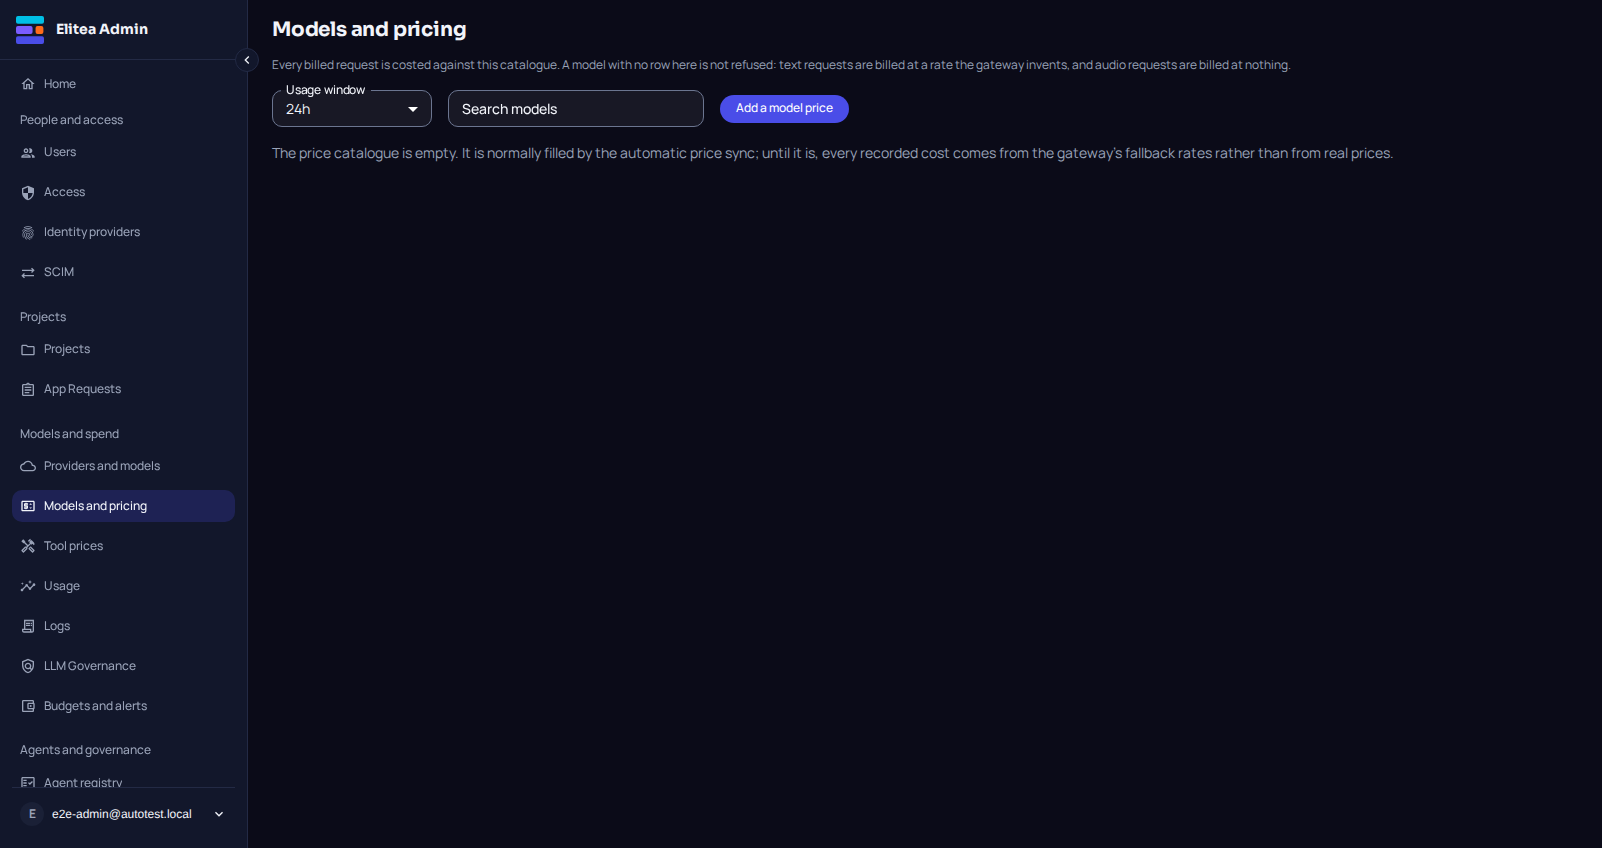 Elitea Admin
Home
People and access
Users
Access
Identity providers
SCIM
Projects
Projects
App Requests
Models and spend
Providers and models
Models and pricing
Tool prices
Usage
Logs
LLM Governance
Budgets and alerts
Agents and governance
Agent registry
E e2e-admin@autotest.local
Models and pricing
Every billed request is costed against this catalogue. A model with no row here is not refused: text requests are billed at a rate the gateway invents, and audio requests are billed at nothing.
Usage window
24h
Search models
Add a model price
The price catalogue is empty. It is normally filled by the automatic price sync; until it is, every recorded cost comes from the gateway's fallback rates rather than from real prices.